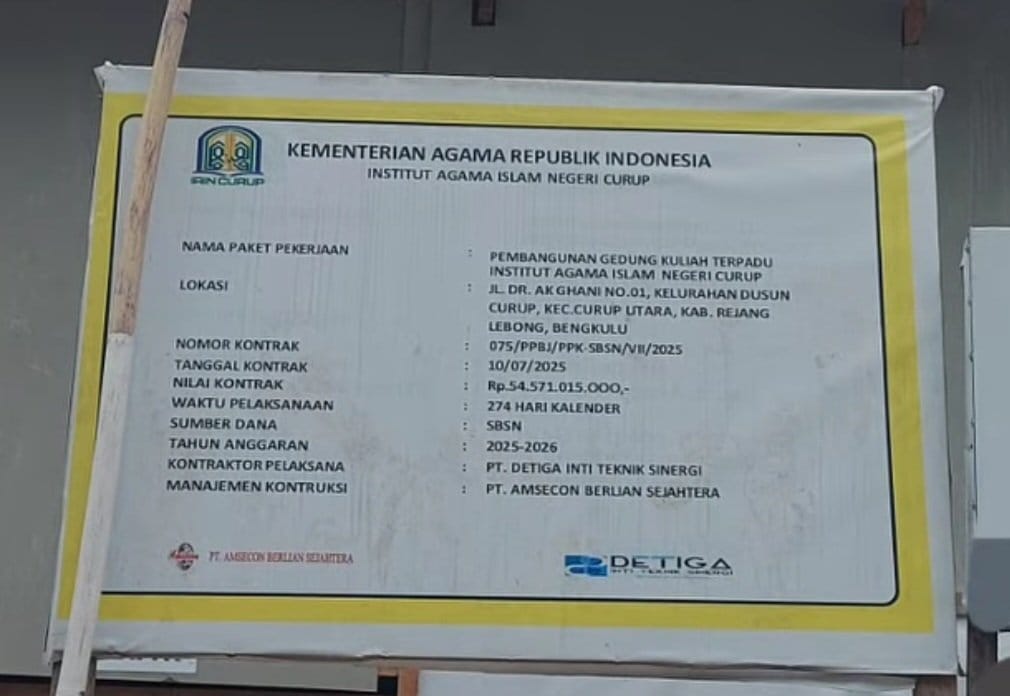 IAIN CURUP
KEMENTERIAN AGAMA REPUBLIK INDONESIA
INSTITUT AGAMA ISLAM NEGERI CURUP
NAMA PAKET PEKERJAAN : PEMBANGUNAN GEDUNG KULIAH TERPADU
INSTITUT AGAMA ISLAM NEGERI CURUP
LOKASI : JL. DR. AK GHANI NO.01, KELURAHAN DUSUN
CURUP, KEC.CURUP UTARA, KAB. REJANG
LEBONG, BENGKULU
NOMOR KONTRAK : 075/PPBJ/PPK-SBSN/VII/2025
TANGGAL KONTRAK : 10/07/2025
NILAI KONTRAK : Rp.54.571.015.OOO,-
WAKTU PELAKSANAAN : 274 HARI KALENDER
SUMBER DANA : SBSN
TAHUN ANGGARAN : 2025-2026
KONTRAKTOR PELAKSANA : PT. DETIGA INTI TEKNIK SINERGI
MANAJEMEN KONTRUKSI : PT. AMSECON BERLIAN SEJAHTERA
PT. AMSECON BERLIAN SEJAHTERA
DETIGA
INTI TEKNIK SINERGI